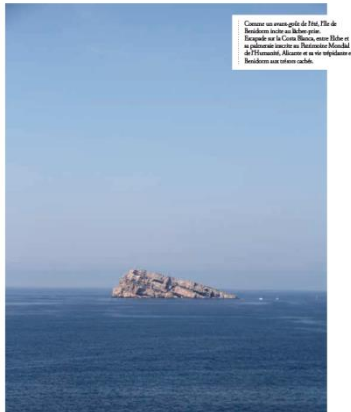 Comme un avant-goût de l'été, l'île de
Benidorm incite au lâcher-prise.
Escapade sur la Costa Blanca, entre Elche et
sa palmeraie inscrite au Patrimoine Mondial
de l'Humanité, Alicante et sa vie trépidante et
Benidorm aux trésors cachés.